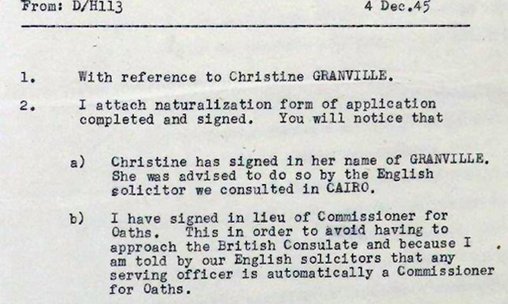 From: D/H113 4 Dec.45
1. With reference to Christine GRANVILLE.
2. I attach naturalization form of application
completed and signed. You will notice that
a) Christine has signed in her name of GRANVILLE.
She was advised to do so by the English
solicitor we consulted in CAIRO.
b) I have signed in lieu of Commissioner for
Oaths. This in order to avoid having to
approach the British Consulate and because I
am told by our English solicitors that any
serving officer is automatically a Commissioner
for Oaths.